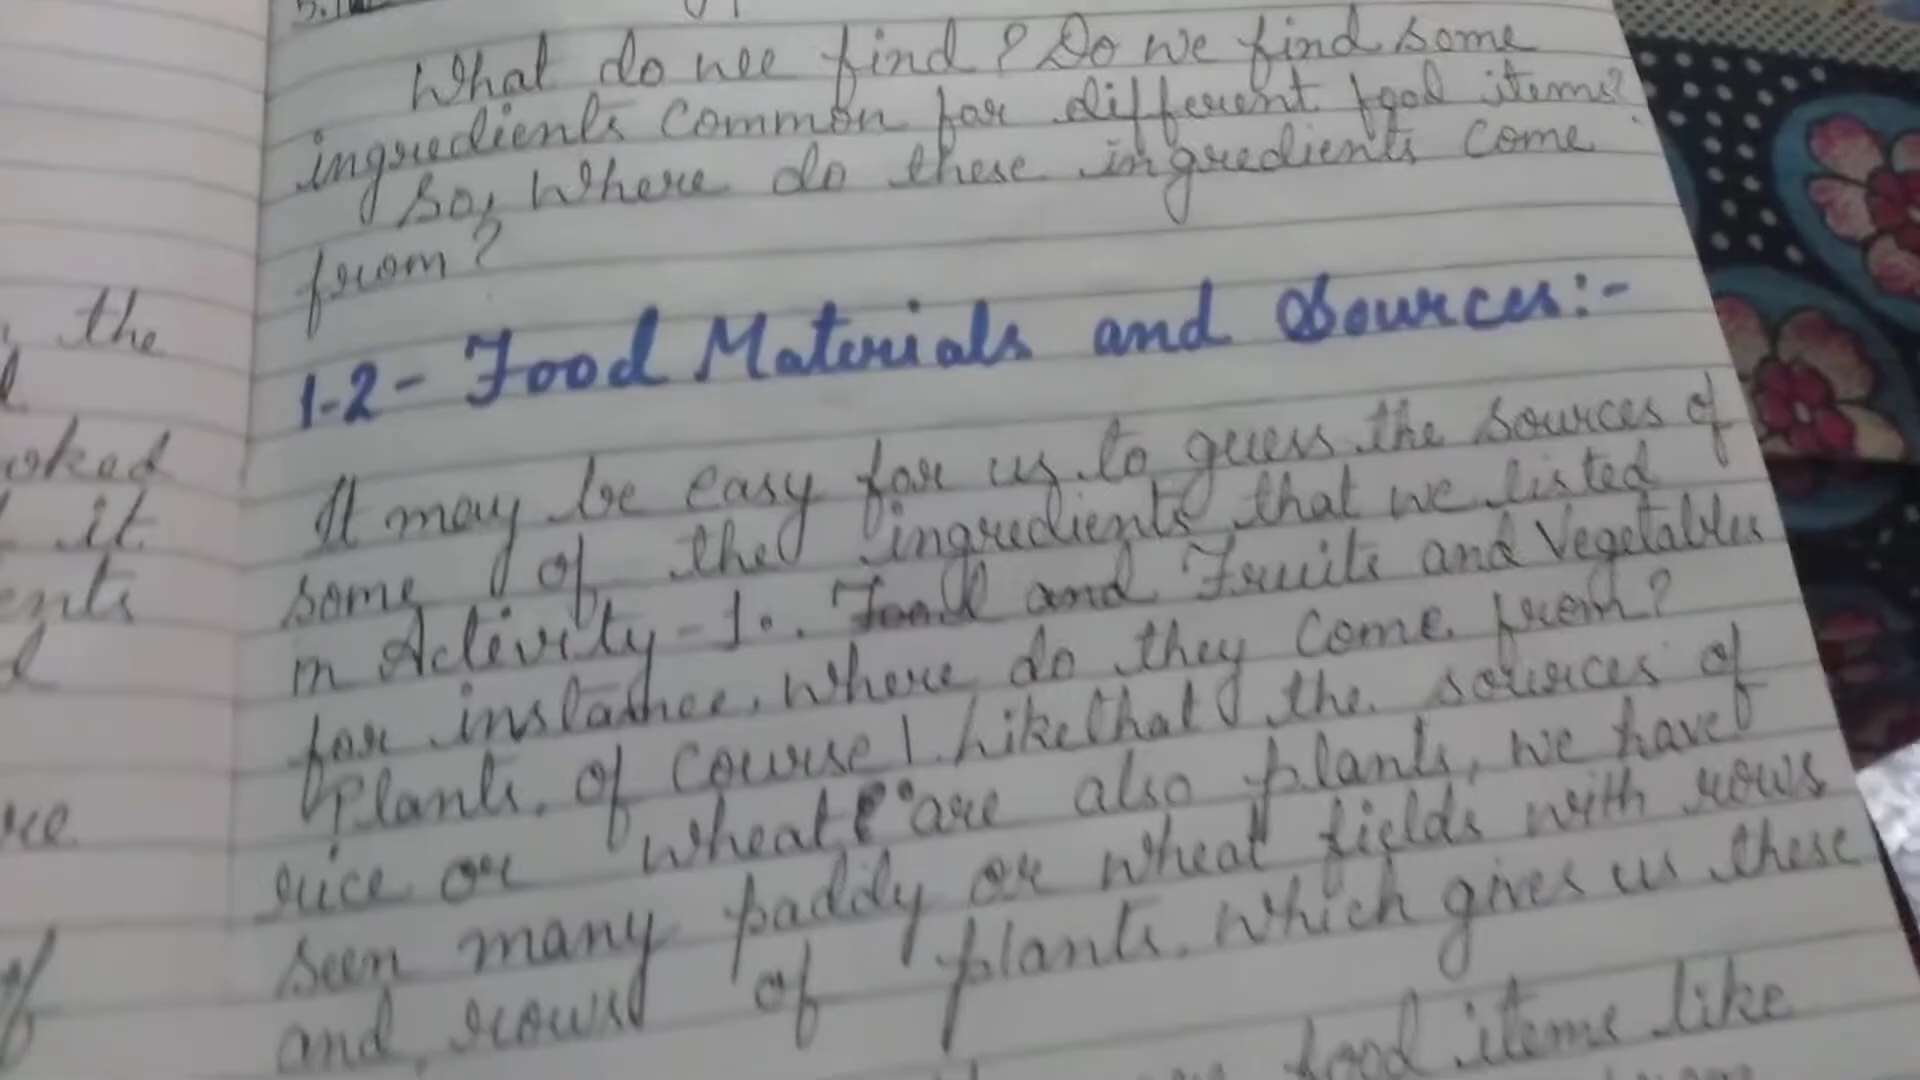 the
it
What do we find? Do we find some
ingredients common for different food items?
So, Where do these ingredients come
from?
1-2- Food Materials and Sources:-
It may be easy for us to guess the sources of
some of the ingredients that we listed
in Activity-1. Food and Fruits and Vegetables
for instance, where do they come from?
Plants, of course! Likethat the sources of
rice or wheat are also plants, we have
seen many paddy or wheat fields with rows
and rows of plants, which gives us these
food items like